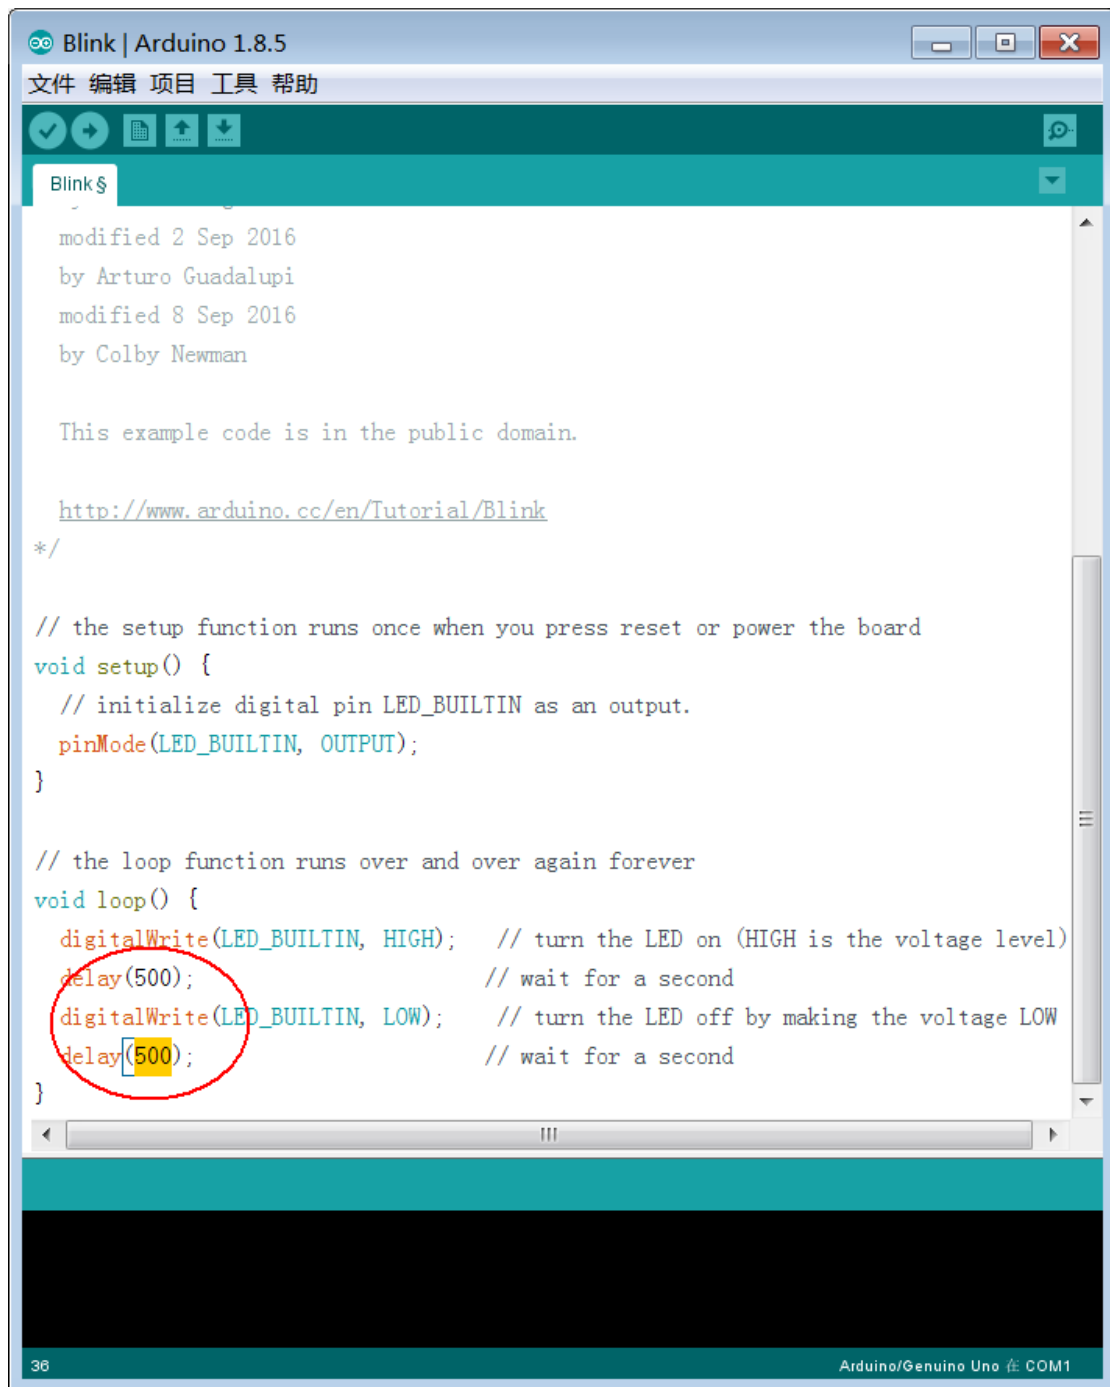 Blink | Arduino 1.8.5
文件 编辑 项目 工具 帮助
Blink §
modified 2 Sep 2016
by Arturo Guadalupi
modified 8 Sep 2016
by Colby Newman
This example code is in the public domain.
http://www.arduino.cc/en/Tutorial/Blink
*/
// the setup function runs once when you press reset or power the board
void setup() {
// initialize digital pin LED_BUILTIN as an output.
pinMode(LED_BUILTIN, OUTPUT);
}
// the loop function runs over and over again forever
void loop() {
digitalWrite(LED_BUILTIN, HIGH);   // turn the LED on (HIGH is the voltage level)
delay(500);                       // wait for a second
digitalWrite(LED_BUILTIN, LOW);    // turn the LED off by making the voltage LOW
delay(500);                       // wait for a second
}
36 Arduino/Genuino Uno 在 COM1